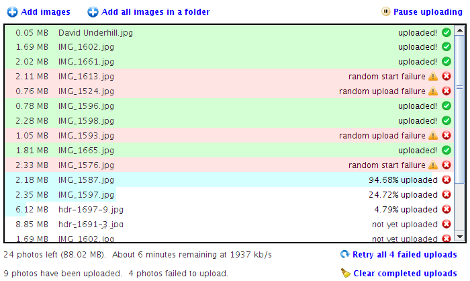 Add images Add all images in a folder Pause uploading
0.05 MB David Underhill.jpg uploaded!
1.69 MB IMG_1602.jpg uploaded!
2.02 MB IMG_1661.jpg uploaded!
2.11 MB IMG_1613.jpg random start failure
0.76 MB IMG_1524.jpg random upload failure
0.78 MB IMG_1596.jpg uploaded!
2.28 MB IMG_1598.jpg uploaded!
1.05 MB IMG_1593.jpg random upload failure
1.81 MB IMG_1665.jpg uploaded!
2.33 MB IMG_1576.jpg random start failure
2.18 MB IMG_1587.jpg 94.68% uploaded
2.35 MB IMG_1597.jpg 24.72% uploaded
6.12 MB hdr-1697-9.jpg 4.79% uploaded
8.85 MB hdr-1691-3.jpg not yet uploaded
1.69 MB IMG_1602.jpg not yet uploaded
24 photos left (88.02 MB). About 6 minutes remaining at 1937 kb/s Retry all 4 failed uploads
9 photos have been uploaded. 4 photos failed to upload. Clear completed uploads